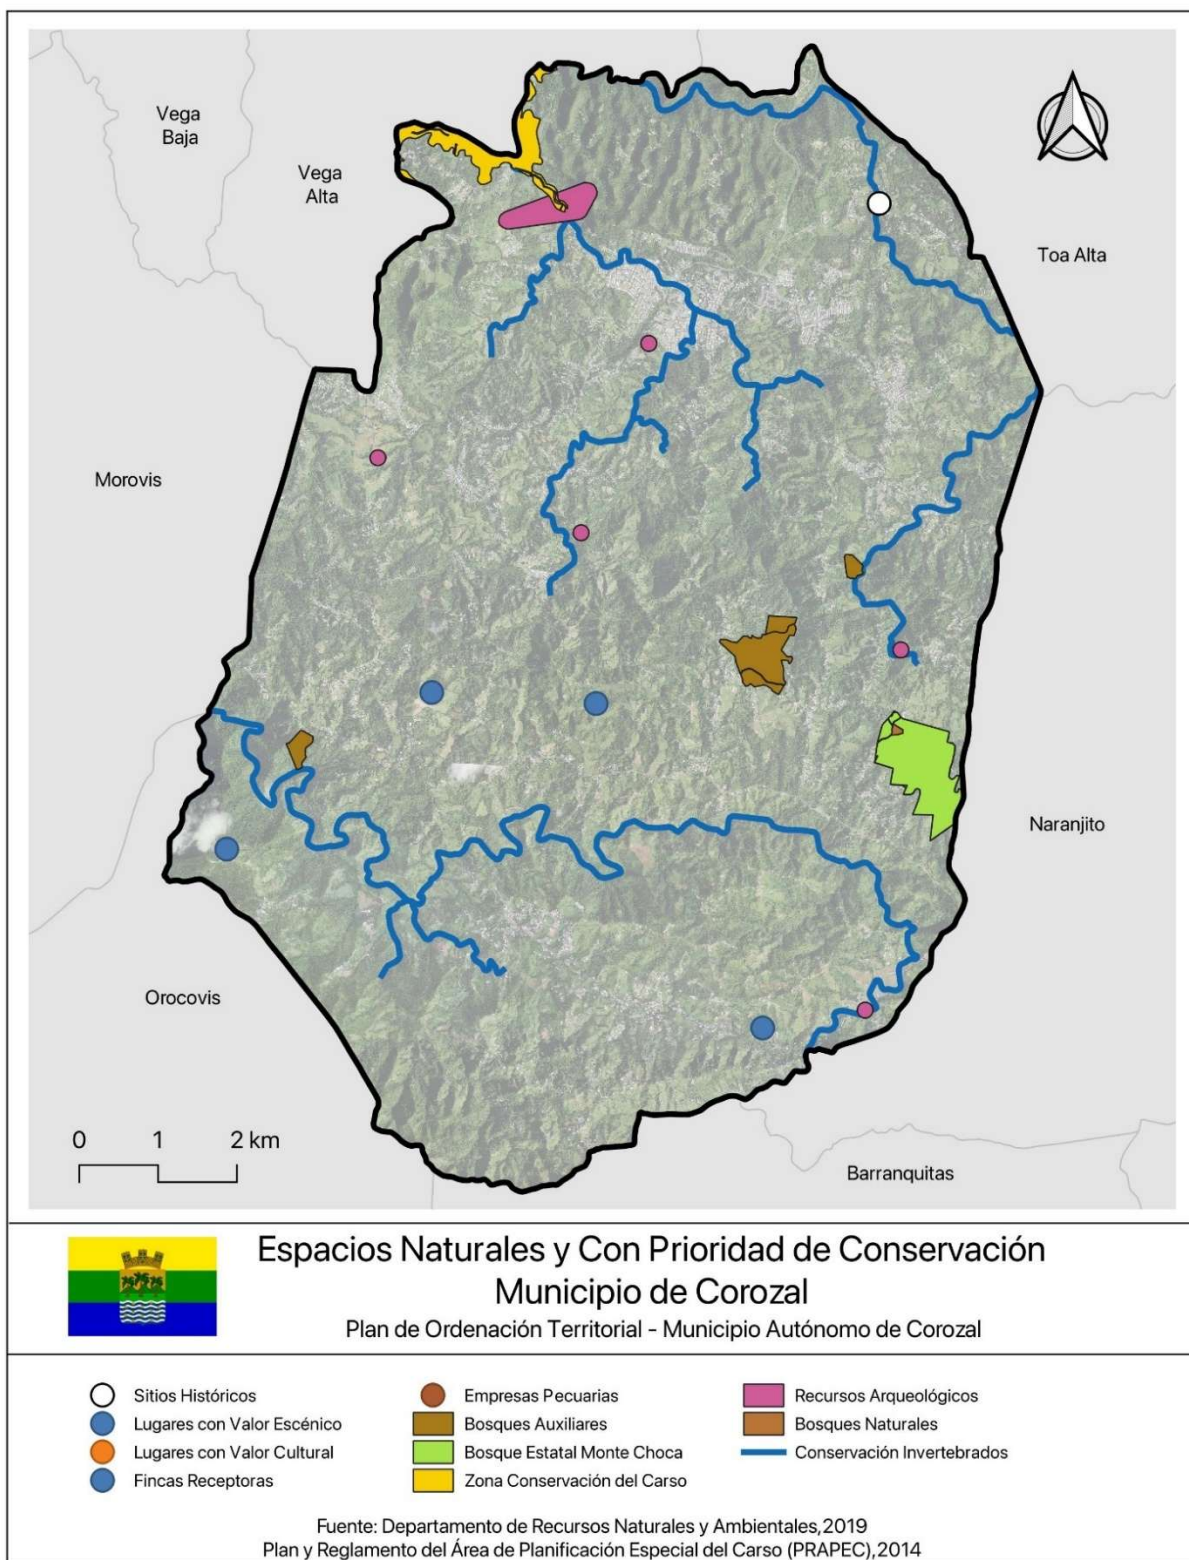 Vega
Baja
Vega
Alta
Toa Alta
Morovis
Naranjito
Orocovis
0 1 2 km
Barranquitas
Espacios Naturales y Con Prioridad de Conservación
Municipio de Corozal
Plan de Ordenación Territorial - Municipio Autónomo de Corozal
Sitios Históricos
Lugares con Valor Escénico
Lugares con Valor Cultural
Fincas Receptoras
Empresas Pecuarias
Bosques Auxiliares
Bosque Estatal Monte Choca
Zona Conservación del Carso
Recursos Arqueológicos
Bosques Naturales
Conservación Invertebrados
Fuente: Departamento de Recursos Naturales y Ambientales,2019
Plan y Reglamento del Área de Planificación Especial del Carso (PRAPEC),2014